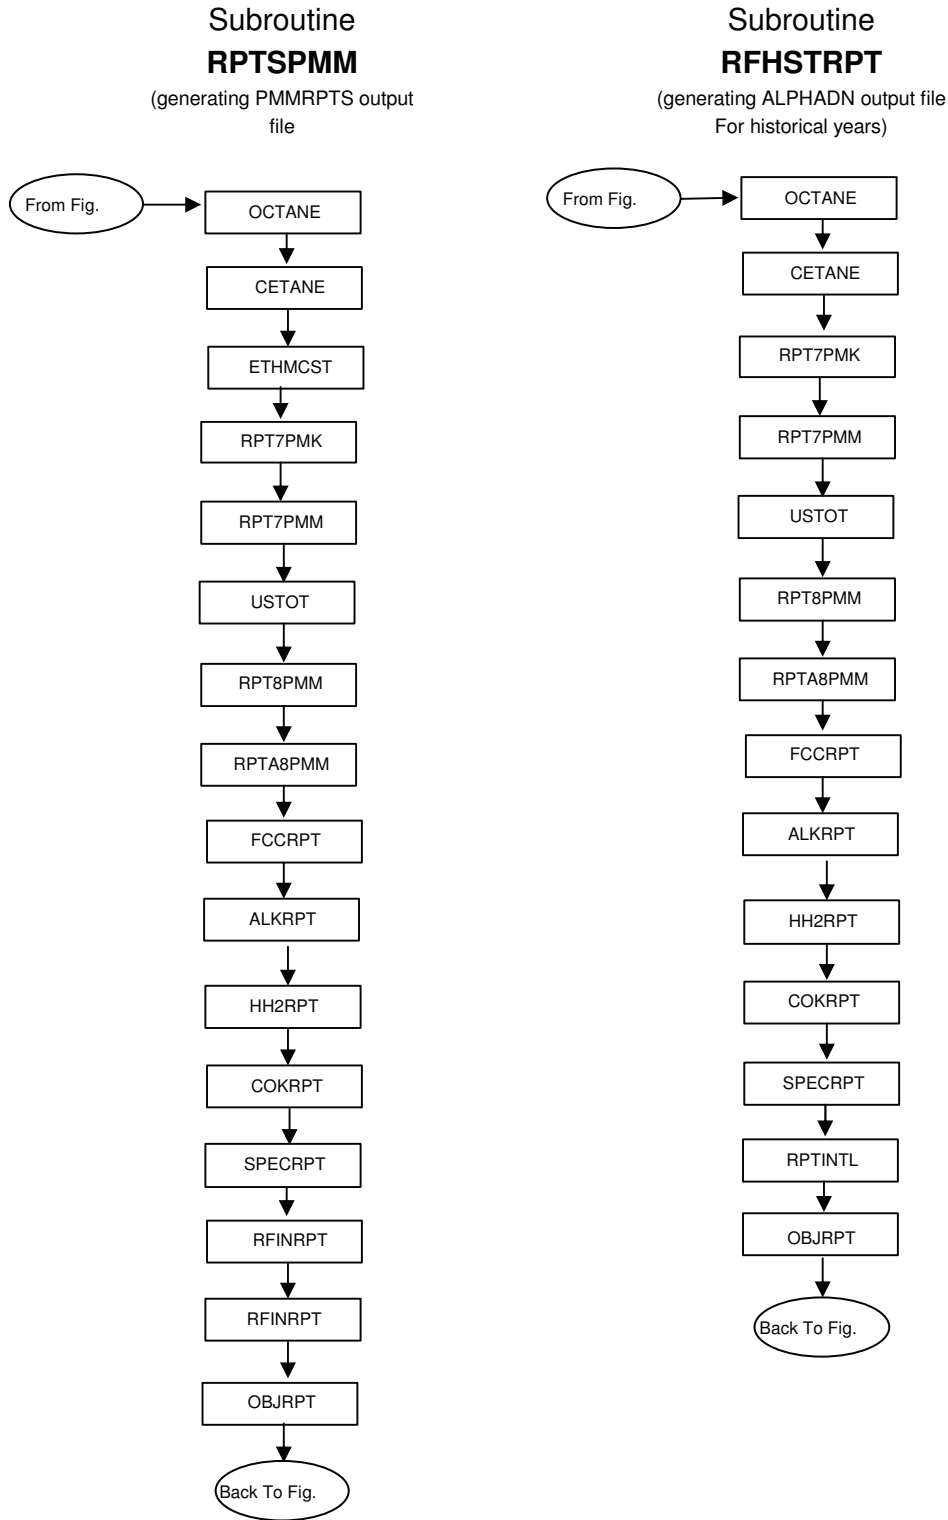 Subroutine
RPTSPMM
(generating PMMRPTS output
file
From Fig.
OCTANE
CETANE
ETHMCST
RPT7PMK
RPT7PMM
USTOT
RPT8PMM
RPTA8PMM
FCCRPT
ALKRPT
HH2RPT
COKRPT
SPECRPT
RFINRPT
RFINRPT
OBJRPT
Back To Fig.
Subroutine
RFHSTRPT
(generating ALPHADN output file
For historical years)
From Fig.
OCTANE
CETANE
RPT7PMK
RPT7PMM
USTOT
RPT8PMM
RPTA8PMM
FCCRPT
ALKRPT
HH2RPT
COKRPT
SPECRPT
RPTINTL
OBJRPT
Back To Fig.